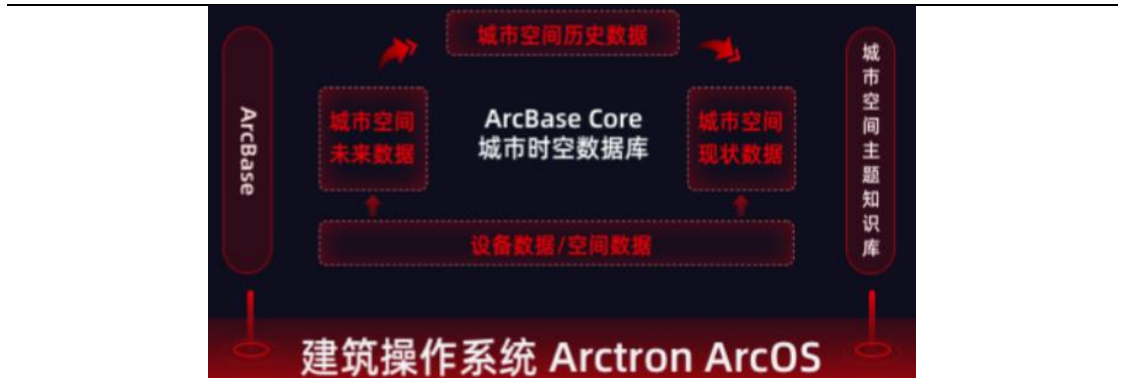 城市空间历史数据
ArcBase
城市空间
未来数据
ArcBase Core
城市时空数据库
城市空间
现状数据
城市空间主题知识库
设备数据/空间数据
建筑操作系统 Arctron ArcOS